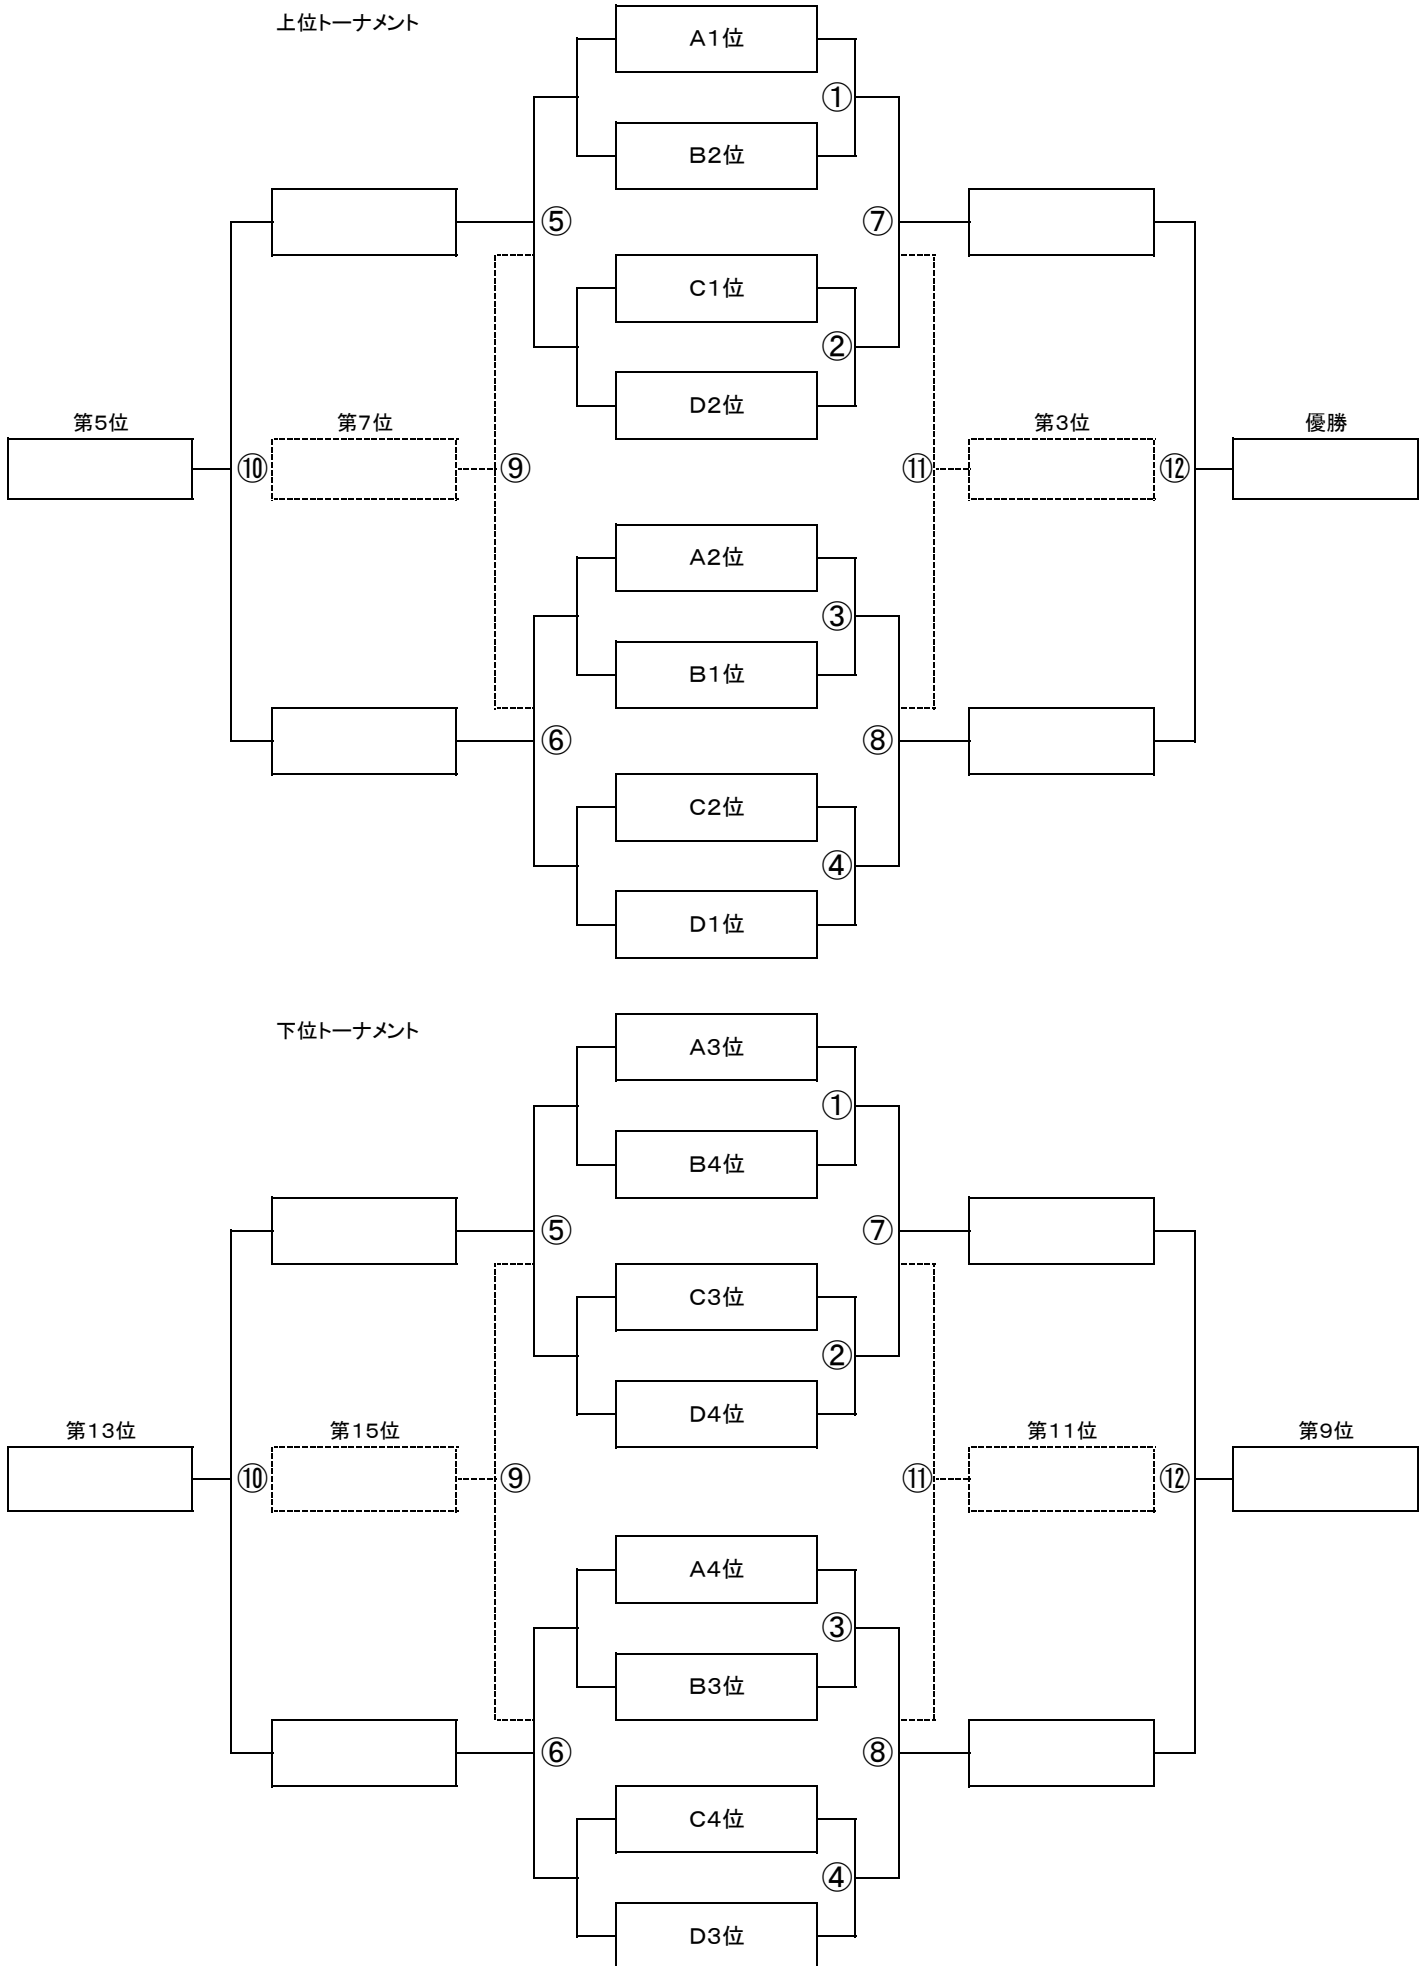 上位トーナメント
A1位
①
B2位
⑤
⑦
C1位
②
D2位
第5位
第7位
第3位
優勝
⑩
⑨
⑪
⑫
A2位
③
B1位
⑥
⑧
C2位
④
D1位
下位トーナメント
A3位
①
B4位
⑤
⑦
C3位
②
D4位
第13位
第15位
第11位
第9位
⑩
⑨
⑪
⑫
A4位
③
B3位
⑥
⑧
C4位
④
D3位